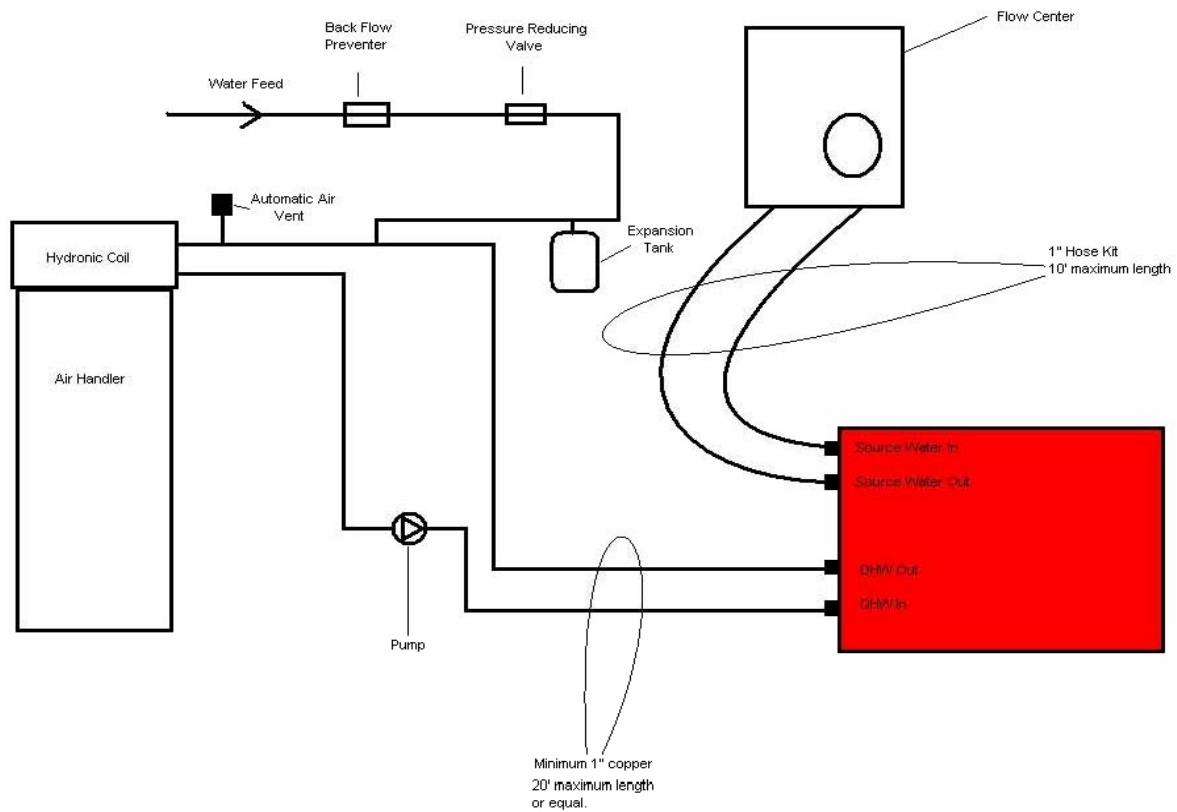 Flow Center
Back Flow
Preventer
Pressure Reducing
Valve
Water Feed
Automatic Air
Vent
Hydronic Coil
Expansion
Tank
1" Hose Kit
10' maximum length
Air Handler
Source Water In
Source Water Out
DHW Out
DHW In
Pump
Minimum 1" copper
20' maximum length
or equal.